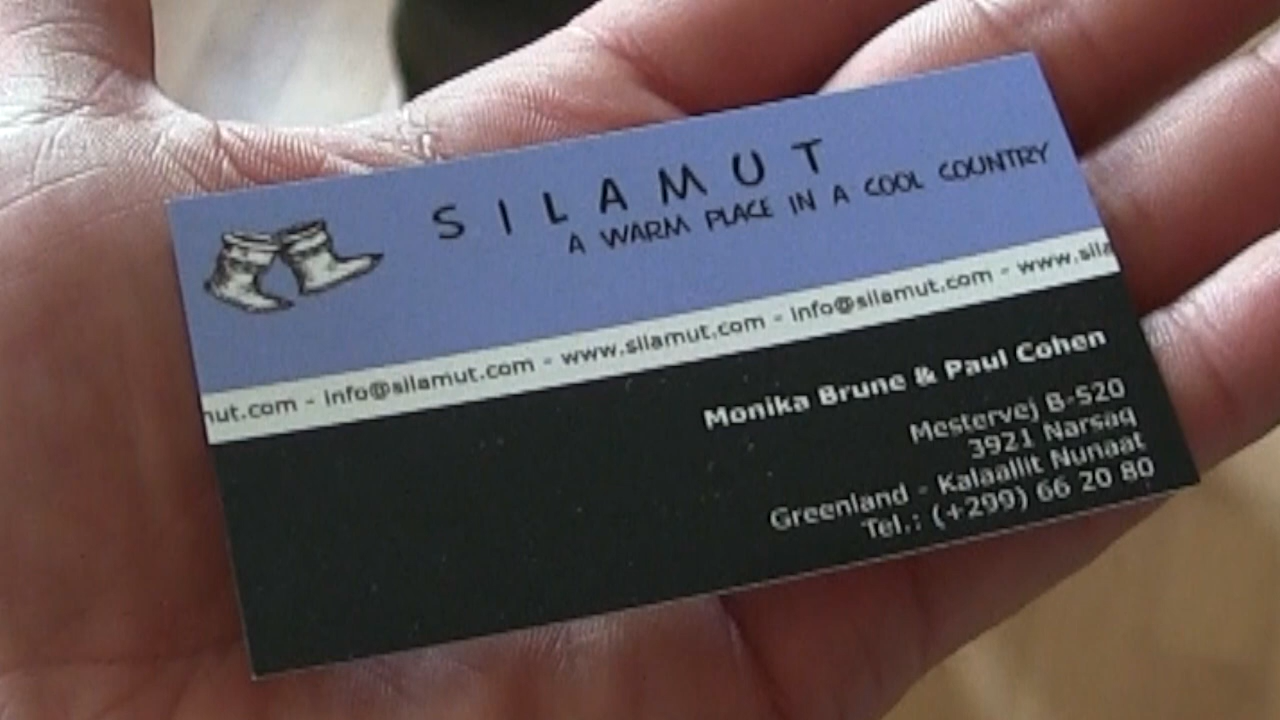 SILAMUT
A WARM PLACE IN A COOL COUNTRY
nut.com - info@silamut.com - www.silamut.com - info@silamut.com - www.sila
Monika Brune & Paul Cohen
Mestervej B-520
3921 Narsaq
Greenland - Kalaallit Nunaat
Tel.: (+299) 66 20 80